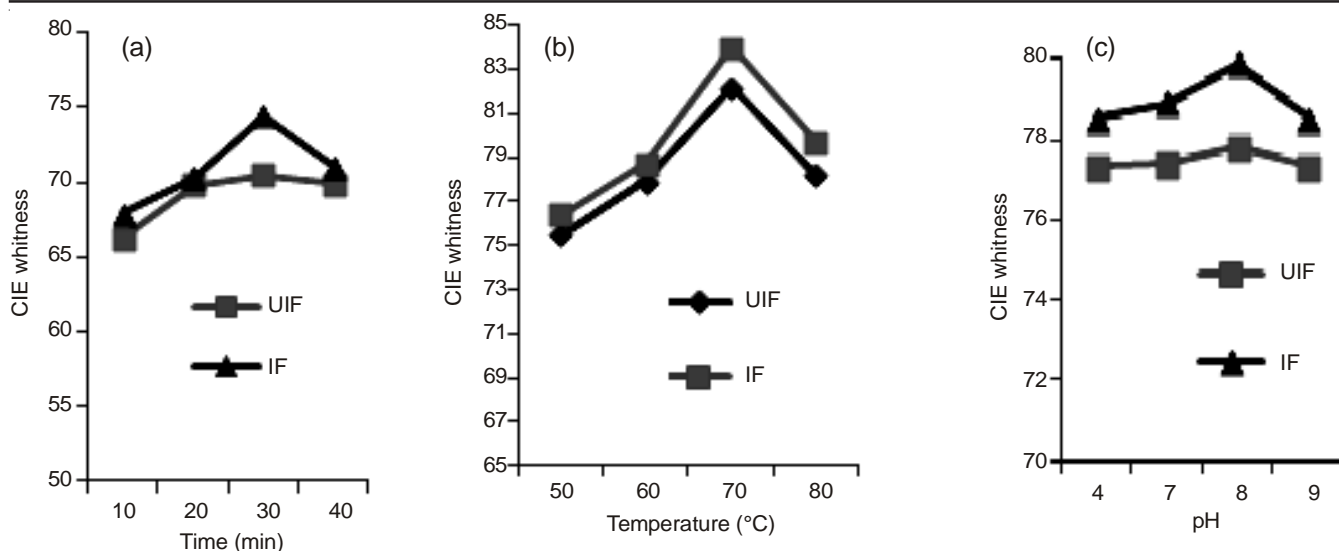 (a)
80
75
70
65
60
55
50
CIE whitness
UIF
IF
10 20 30 40
Time (min)
(b)
85
83
81
79
77
75
73
71
69
67
65
CIE whitness
UIF
IF
50 60 70 80
Temperature (°C)
(c)
80
78
76
74
72
70
CIE whitness
UIF
IF
4 7 8 9
pH